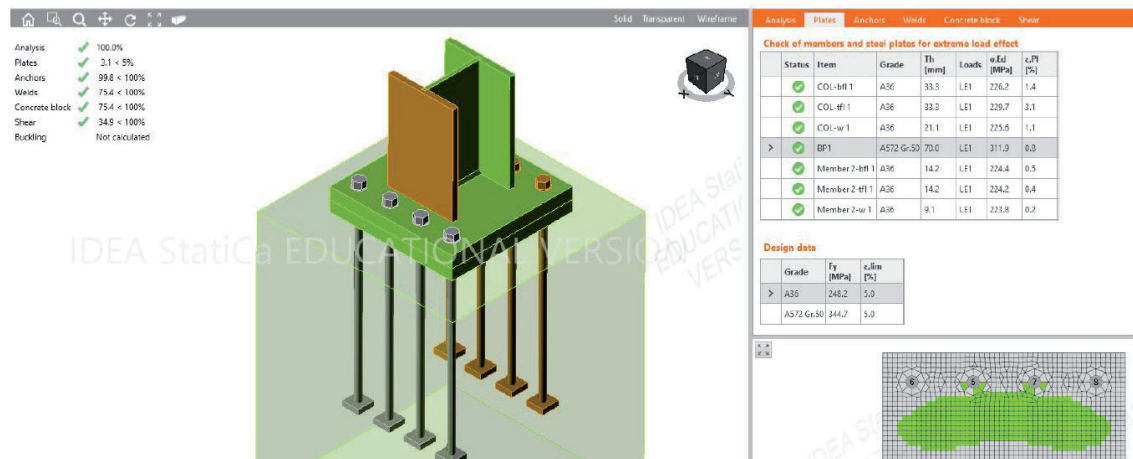 Solid Transparent Wireframe
Analysis 100.0%
Plates 3.1 < 5%
Anchors 99.8 < 100%
Welds 75.4 < 100%
Concrete block 75.4 < 100%
Shear 34.9 < 100%
Buckling Not calculated
IDEA StatiCa EDUCATIONAL VERSION
Analysis Plates Anchors Welds Concrete block Shear
Check of members and steel plates for extreme load effect
Status Item Grade Th [mm] Loads σ,Ed [MPa] ε,Pl [%]
COL-bfl 1 A36 33.3 LE1 226.2 1.4
COL-tfl 1 A36 33.3 LE1 229.7 3.1
COL-w 1 A36 21.1 LE1 225.6 1.1
> BP1 A572 Gr.50 70.0 LE1 311.9 0.8
Member 2-bfl 1 A36 14.2 LE1 224.4 0.5
Member 2-tfl 1 A36 14.2 LE1 224.2 0.4
Member 2-w 1 A36 9.1 LE1 223.8 0.2
Design data
Grade Fy [MPa] ε,lim [%]
> A36 248.2 5.0
A572 Gr.50 344.7 5.0
6 5 7 8